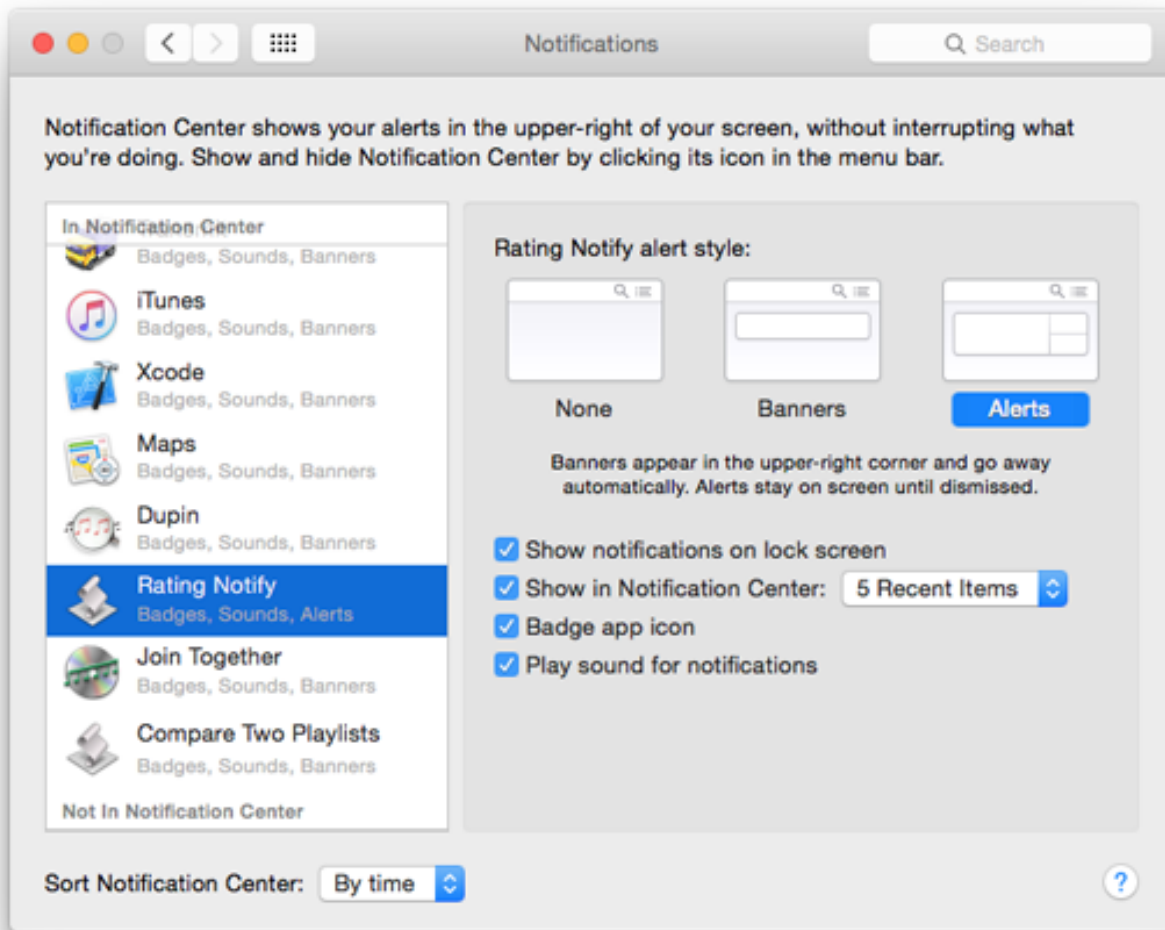 Notifications
Search
Notification Center shows your alerts in the upper-right of your screen, without interrupting what
you're doing. Show and hide Notification Center by clicking its icon in the menu bar.
In Notification Center
Badges, Sounds, Banners
iTunes
Badges, Sounds, Banners
Xcode
Badges, Sounds, Banners
Maps
Badges, Sounds, Banners
Dupin
Badges, Sounds, Banners
Rating Notify
Badges, Sounds, Alerts
Join Together
Badges, Sounds, Banners
Compare Two Playlists
Badges, Sounds, Banners
Not In Notification Center
Rating Notify alert style:
None
Banners
Alerts
Banners appear in the upper-right corner and go away
automatically. Alerts stay on screen until dismissed.
Show notifications on lock screen
Show in Notification Center: 5 Recent Items
Badge app icon
Play sound for notifications
Sort Notification Center: By time
?